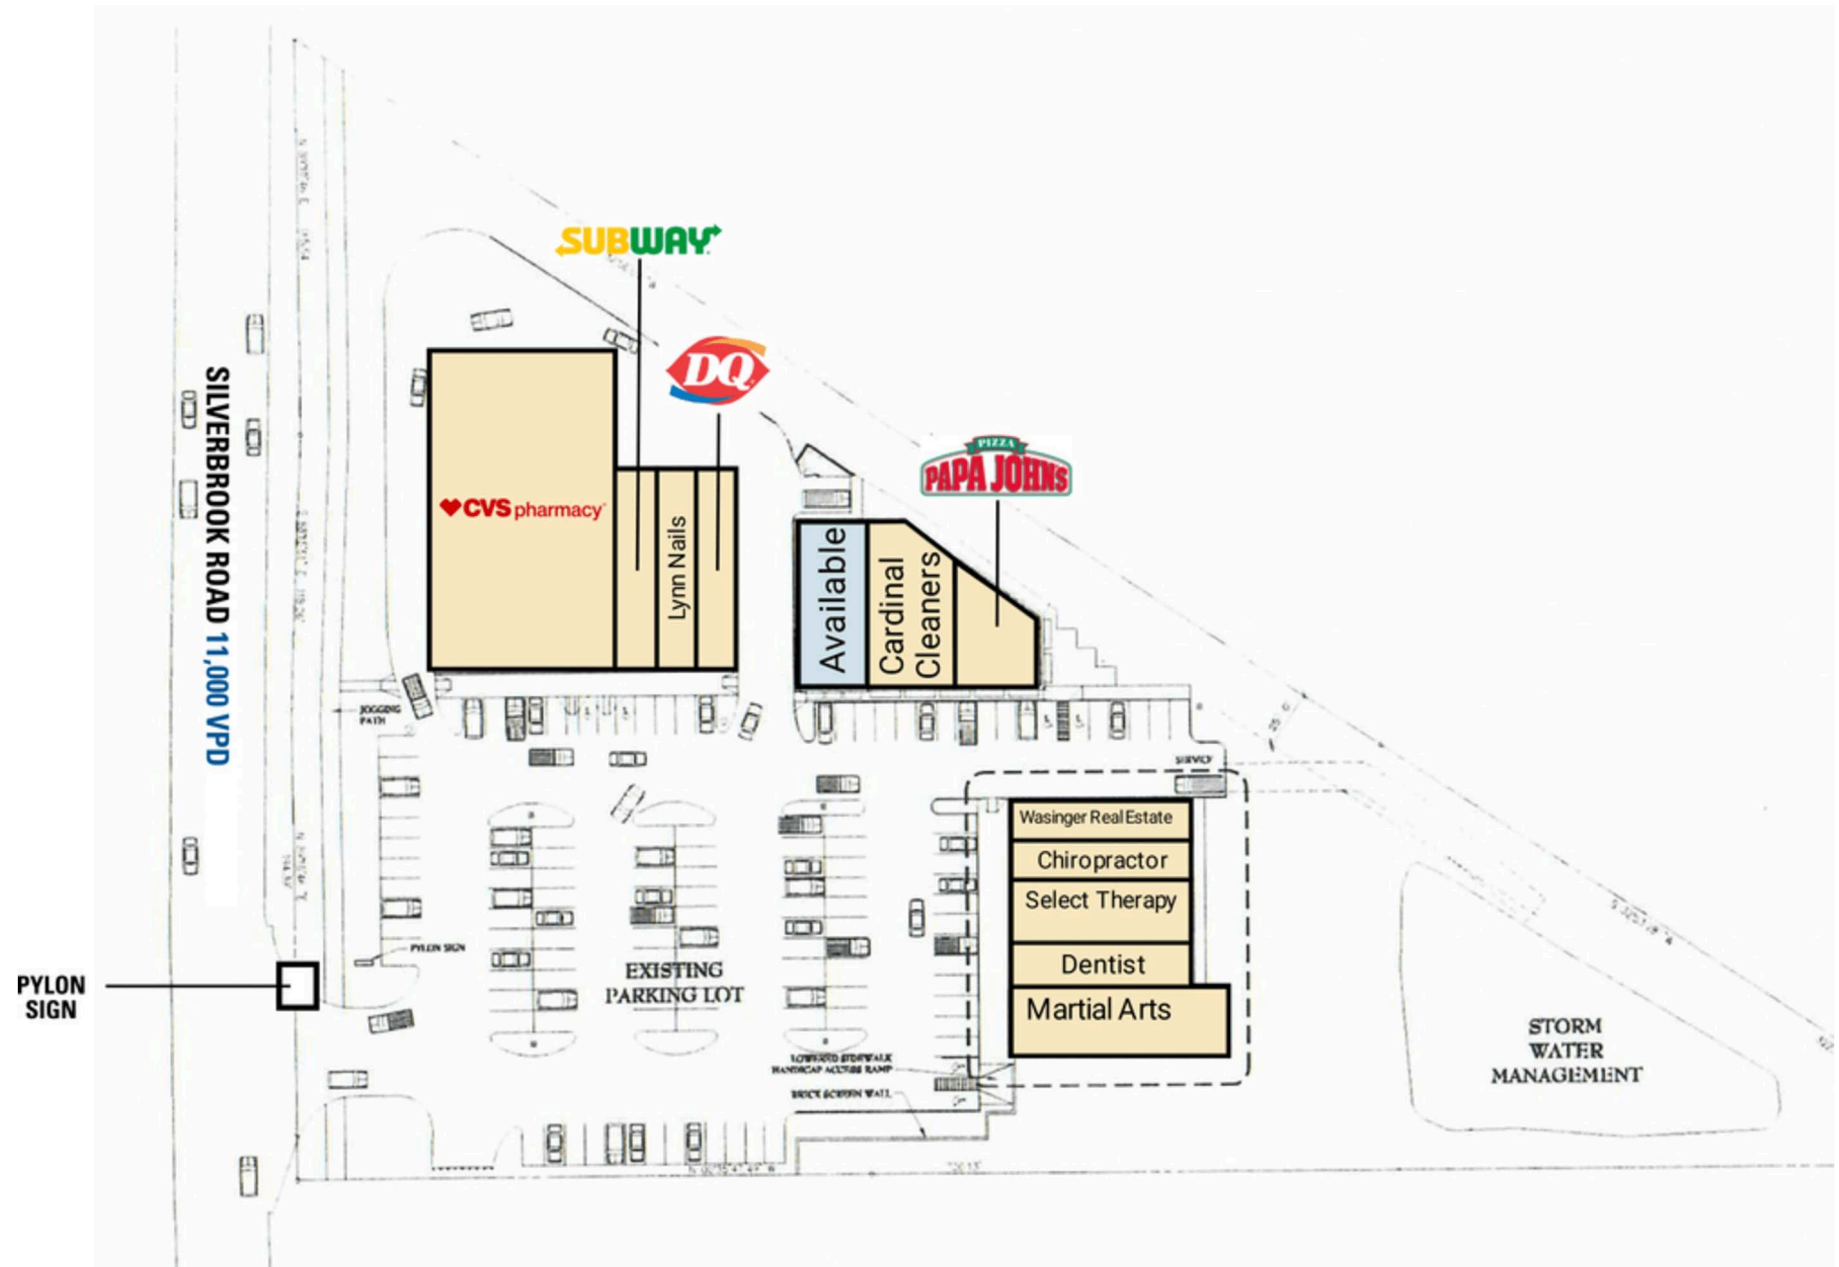 SUBWAY
DQ
PIZZA
PAPA JOHNS
CVS pharmacy
Lynn Nails
Available
Cardinal
Cleaners
SILVERBROOK ROAD 11,000 VPD
JOGGING
PATH
SERVICE
Wasinger Real Estate
Chiropractor
Select Therapy
Dentist
Martial Arts
PYLON SIGN
PYLON
SIGN
EXISTING
PARKING LOT
LOWERED SIDEWALK
HANDICAP ACCESS RAMP
BRICK SCREEN WALL
STORM
WATER
MANAGEMENT